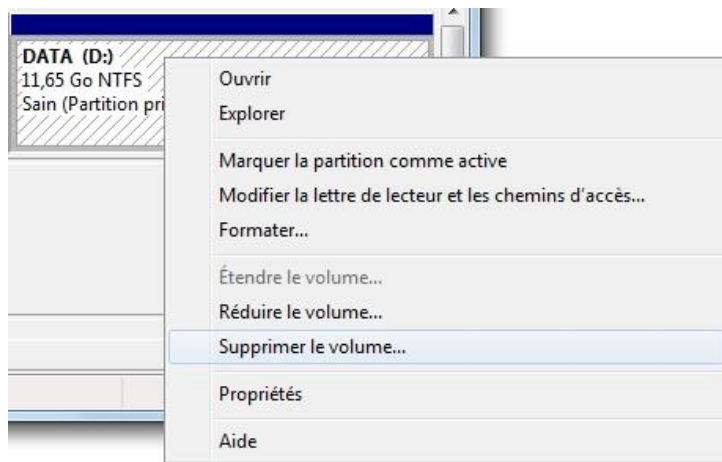 DATA (D:)
11,65 Go NTFS
Sain (Partition pri
Ouvrir
Explorer
Marquer la partition comme active
Modifier la lettre de lecteur et les chemins d'accès...
Formater...
Étendre le volume...
Réduire le volume...
Supprimer le volume...
Propriétés
Aide